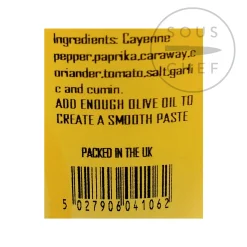 SOUS
CHEF
Ingredients: Cayenne
pepper,paprika,caraway,c
oriander,tomato,salt,garli
c and cumin.
ADD ENOUGH OLIVE OIL TO
CREATE A SMOOTH PASTE
PACKED IN THE UK
5 027906 041062